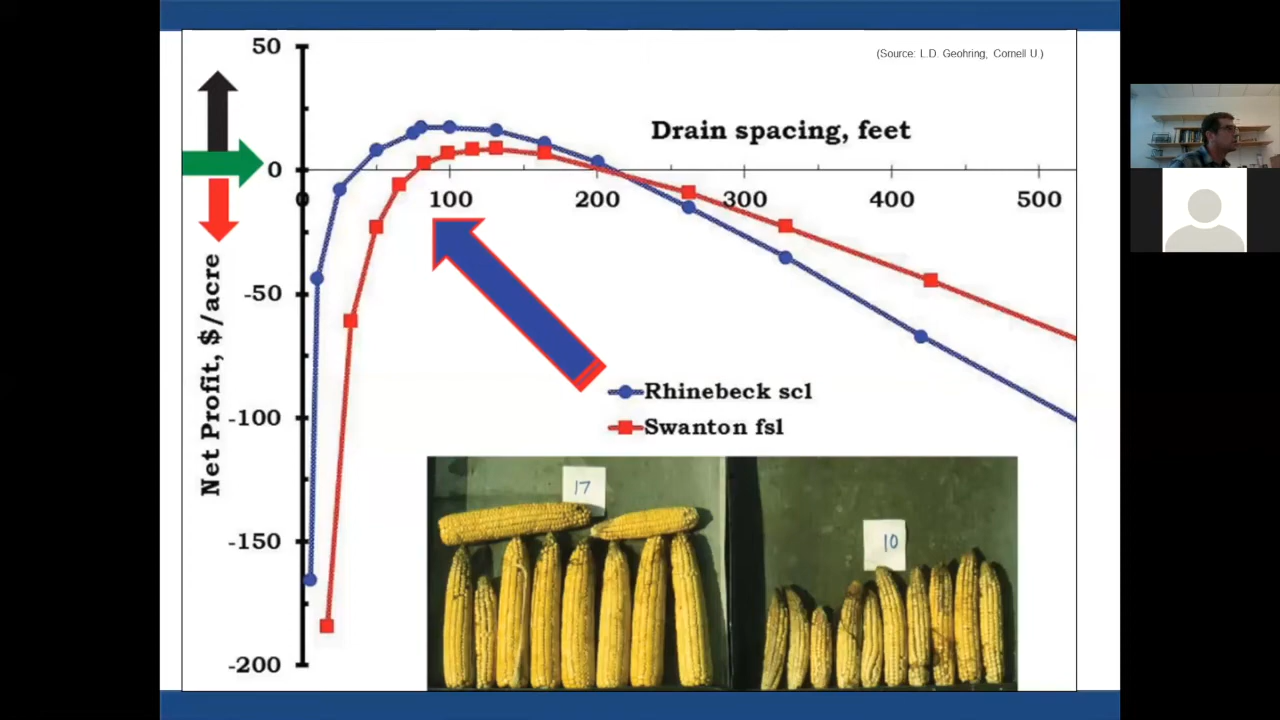 (Source: L.D. Geohring, Cornell U)
50
0
-50
-100
-150
-200
Net Profit, $/acre
Drain spacing, feet
0
100
200
300
400
500
Rhinebeck scl
Swanton fsl
17
10